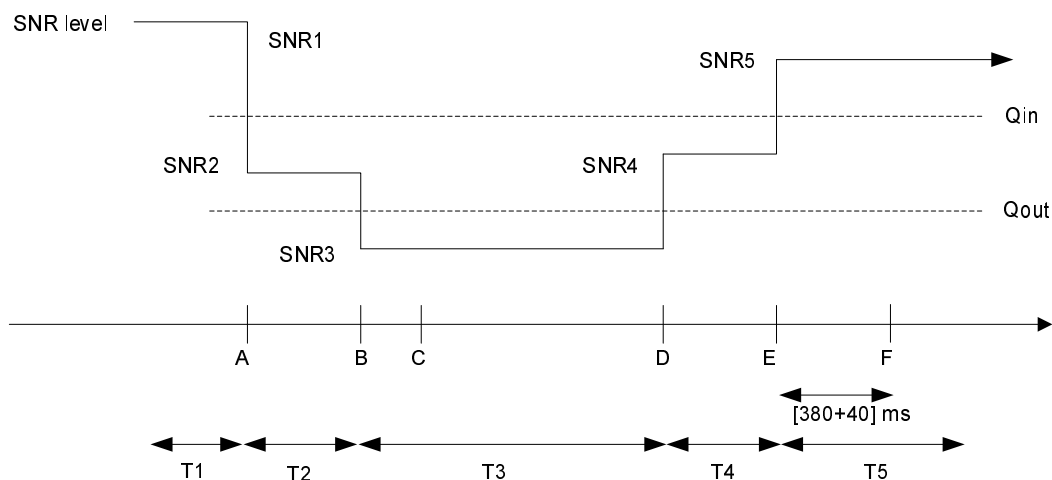 SNR level
SNR1
SNR5
Qin
SNR2
SNR4
Qout
SNR3
A B C D E F
[380+40] ms
T1 T2 T3 T4 T5